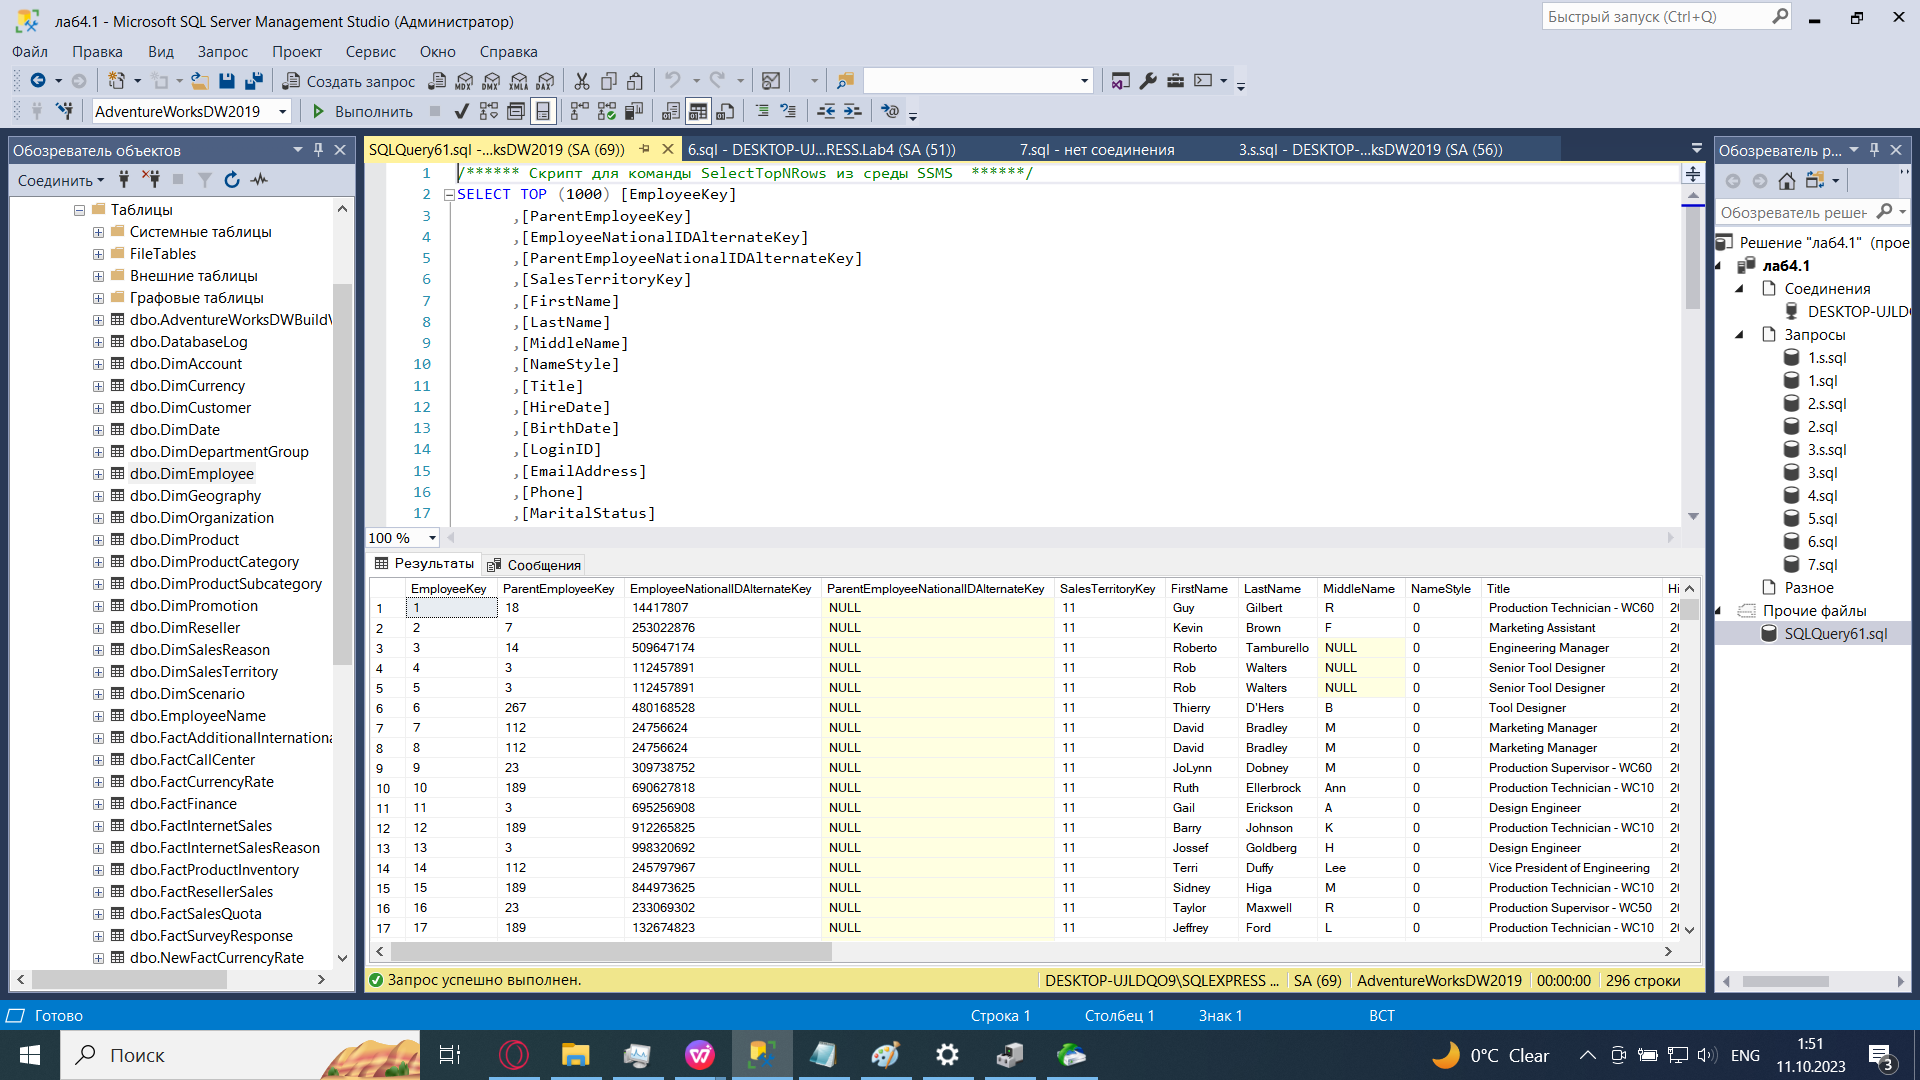 ла64.1 - Microsoft SQL Server Management Studio (Администратор)
Быстрый запуск (Ctrl+Q)
Файл Правка Вид Запрос Проект Сервис Окно Справка
Создать запрос
AdventureWorksDW2019 Выполнить
Обозреватель объектов
Соединить
Таблицы
Системные таблицы
FileTables
Внешние таблицы
Графовые таблицы
dbo.AdventureWorksDWBuildV
dbo.DatabaseLog
dbo.DimAccount
dbo.DimCurrency
dbo.DimCustomer
dbo.DimDate
dbo.DimDepartmentGroup
dbo.DimEmployee
dbo.DimGeography
dbo.DimOrganization
dbo.DimProduct
dbo.DimProductCategory
dbo.DimProductSubcategory
dbo.DimPromotion
dbo.DimReseller
dbo.DimSalesReason
dbo.DimSalesTerritory
dbo.DimScenario
dbo.EmployeeName
dbo.FactAdditionalInternationa
dbo.FactCallCenter
dbo.FactCurrencyRate
dbo.FactFinance
dbo.FactInternetSales
dbo.FactInternetSalesReason
dbo.FactProductInventory
dbo.FactResellerSales
dbo.FactSalesQuota
dbo.FactSurveyResponse
dbo.NewFactCurrencyRate
SQLQuery61.sql -...ksDW2019 (SA (69)) 6.sql - DESKTOP-UJ...RESS.Lab4 (SA (51)) 7.sql - нет соединения 3.s.sql - DESKTOP-...ksDW2019 (SA (56))
1 /****** Скрипт для команды SelectTopNRows из среды SSMS ******/
2 SELECT TOP (1000) [EmployeeKey]
3 ,[ParentEmployeeKey]
4 ,[EmployeeNationalIDAlternateKey]
5 ,[ParentEmployeeNationalIDAlternateKey]
6 ,[SalesTerritoryKey]
7 ,[FirstName]
8 ,[LastName]
9 ,[MiddleName]
10 ,[NameStyle]
11 ,[Title]
12 ,[HireDate]
13 ,[BirthDate]
14 ,[LoginID]
15 ,[EmailAddress]
16 ,[Phone]
17 ,[MaritalStatus]
100 %
Результаты Сообщения
EmployeeKey ParentEmployeeKey EmployeeNationalIDAlternateKey ParentEmployeeNationalIDAlternateKey SalesTerritoryKey FirstName LastName MiddleName NameStyle Title Hi
1 1 18 14417807 NULL 11 Guy Gilbert R 0 Production Technician - WC60 20
2 2 7 253022876 NULL 11 Kevin Brown F 0 Marketing Assistant 20
3 3 14 509647174 NULL 11 Roberto Tamburello NULL 0 Engineering Manager 20
4 4 3 112457891 NULL 11 Rob Walters NULL 0 Senior Tool Designer 20
5 5 3 112457891 NULL 11 Rob Walters NULL 0 Senior Tool Designer 20
6 6 267 480168528 NULL 11 Thierry D'Hers B 0 Tool Designer 20
7 7 112 24756624 NULL 11 David Bradley M 0 Marketing Manager 20
8 8 112 24756624 NULL 11 David Bradley M 0 Marketing Manager 20
9 9 23 309738752 NULL 11 JoLynn Dobney M 0 Production Supervisor - WC60 20
10 10 189 690627818 NULL 11 Ruth Ellerbrock Ann 0 Production Technician - WC10 20
11 11 3 695256908 NULL 11 Gail Erickson A 0 Design Engineer 20
12 12 189 912265825 NULL 11 Barry Johnson K 0 Production Technician - WC10 20
13 13 3 998320692 NULL 11 Jossef Goldberg H 0 Design Engineer 20
14 14 112 245797967 NULL 11 Terri Duffy Lee 0 Vice President of Engineering 20
15 15 189 844973625 NULL 11 Sidney Higa M 0 Production Technician - WC10 20
16 16 23 233069302 NULL 11 Taylor Maxwell R 0 Production Supervisor - WC50 20
17 17 189 132674823 NULL 11 Jeffrey Ford L 0 Production Technician - WC10 20
Запрос успешно выполнен. DESKTOP-UJLDQO9\SQLEXPRESS ... SA (69) AdventureWorksDW2019 00:00:00 296 строки
Обозреватель р...
Обозреватель решен
Решение "ла64.1" (прое
ла64.1
Соединения
DESKTOP-UJLDQ
Запросы
1.s.sql
1.sql
2.s.sql
2.sql
3.s.sql
3.sql
4.sql
5.sql
6.sql
7.sql
Разное
Прочие файлы
SQLQuery61.sql
Готово Строка 1 Столбец 1 Знак 1 ВСТ
Поиск
0°C Clear ENG 1:51
11.10.2023
3